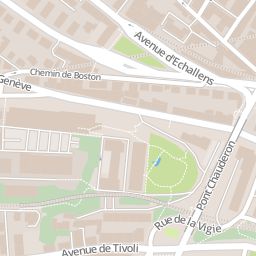 Avenue d'Echallens
Chemin de Boston
Genève
Pont Chauderon
Rue de la Vigie
Avenue de Tivoli